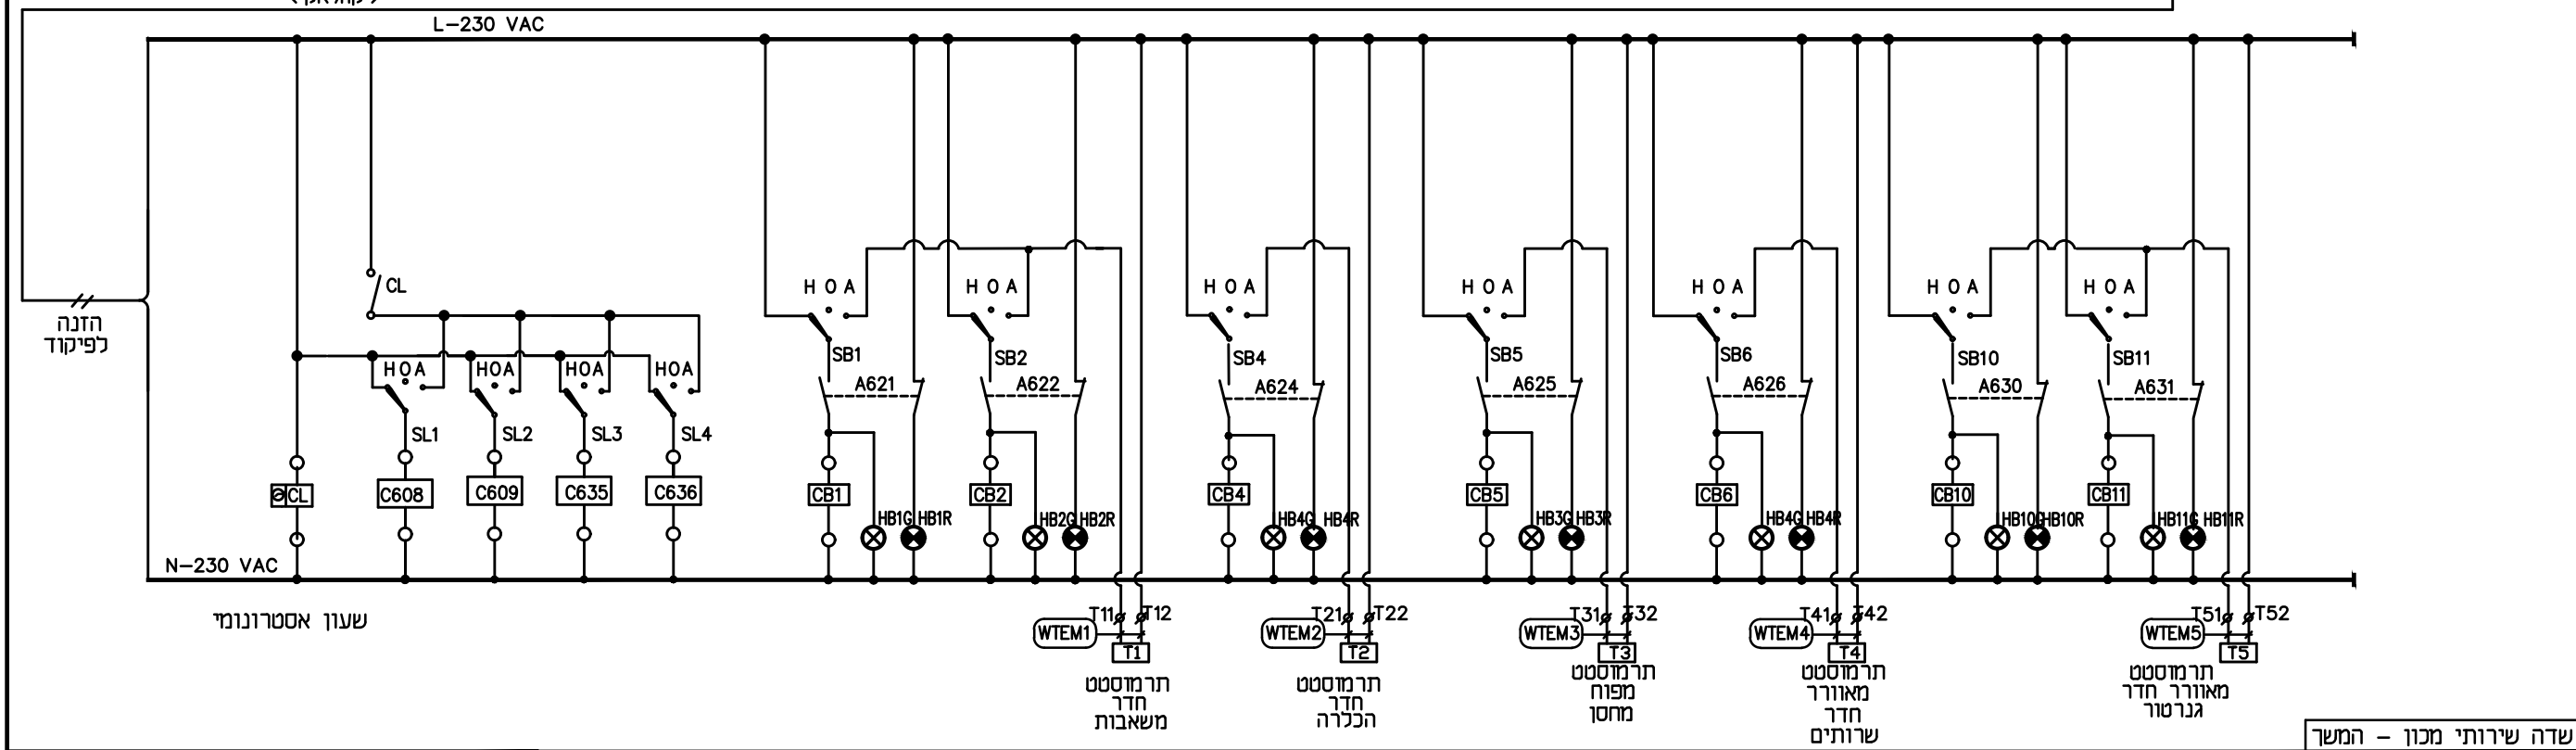 L-230 VAC
הזנה
לפיקוד
CL
H O A
H O A
H O A
H O A
H O A
H O A
H O A
SB1
SB2
SB4
SB5
SB6
SB10
SB11
HOA
HOA
HOA
HOA
A621
A622
A624
A625
A626
A630
A631
SL1
SL2
SL3
SL4
CL
C608
C609
C635
C636
CB1
CB2
CB4
CB5
CB6
CB10
CB11
HB1G HB1R
HB2G HB2R
HB4G HB4R
HB3G HB3R
HB4G HB4R
HB10G HB10R
HB11G HB11R
N-230 VAC
שעון אסטרונומי
T11 T12
WTEM1
T1
תרמוסטט
חדר
משאבות
T21 T22
WTEM2
T2
תרמוסטט
חדר
הכלרה
T31 T32
WTEM3
T3
תרמוסטט
מפוח
מחסן
T41 T42
WTEM4
T4
תרמוסטט
מאוורר
חדר
שרותים
T51 T52
WTEM5
T5
תרמוסטט
מאוורר חדר
גנרטור
שדה שירותי מכון - המשך